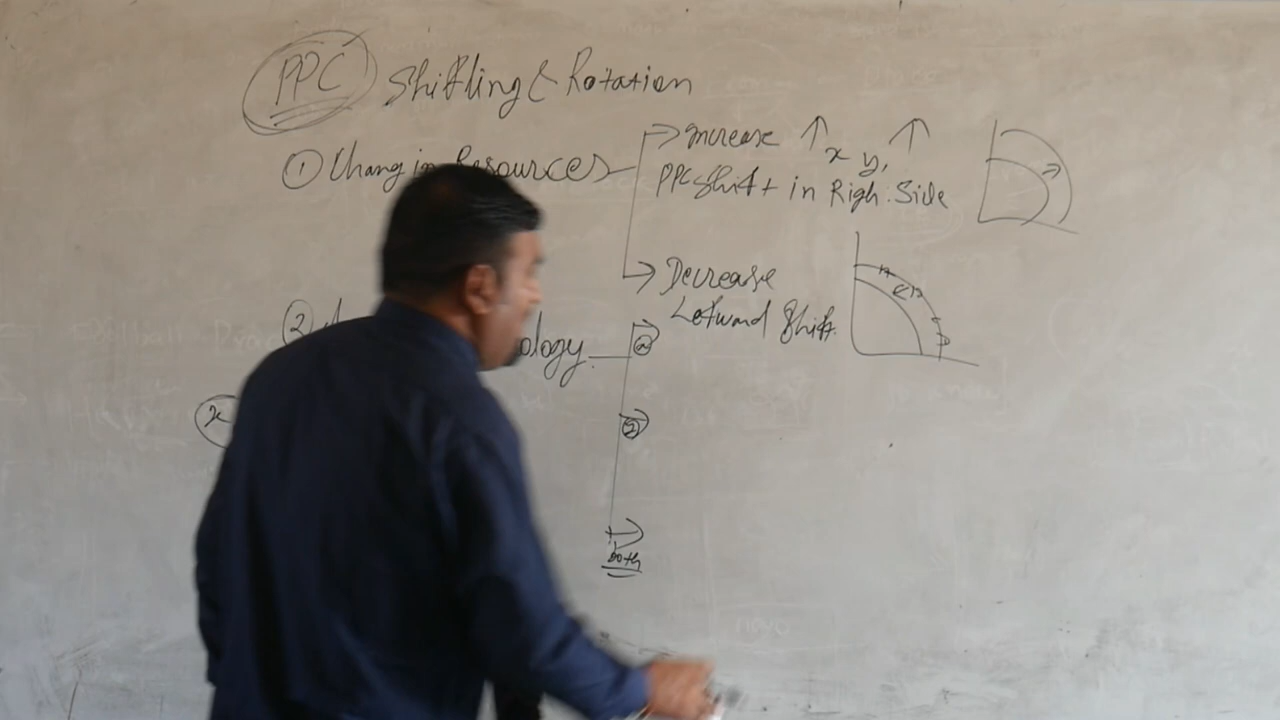 PPC Shifting & Rotation
① Chang in Resources
→ Increase ↑ x y, ↑
PPC Shift in Righ. Side
→ Decrease
Leftward Shift.
②
ology.
x
both